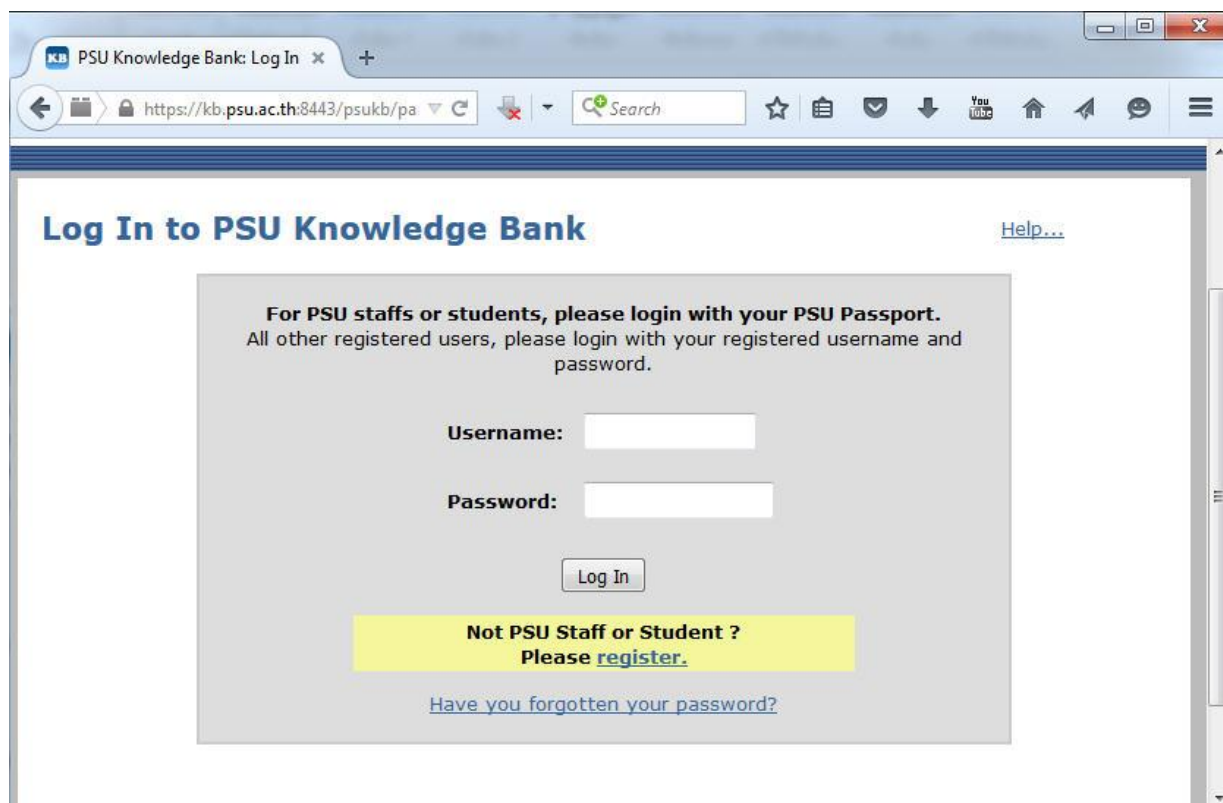 KB PSU Knowledge Bank: Log In
https://kb.psu.ac.th:8443/psukb/pa Search You Tube
Log In to PSU Knowledge Bank
Help...
For PSU staffs or students, please login with your PSU Passport.
All other registered users, please login with your registered username and
password.
Username:
Password:
Log In
Not PSU Staff or Student ?
Please register.
Have you forgotten your password?